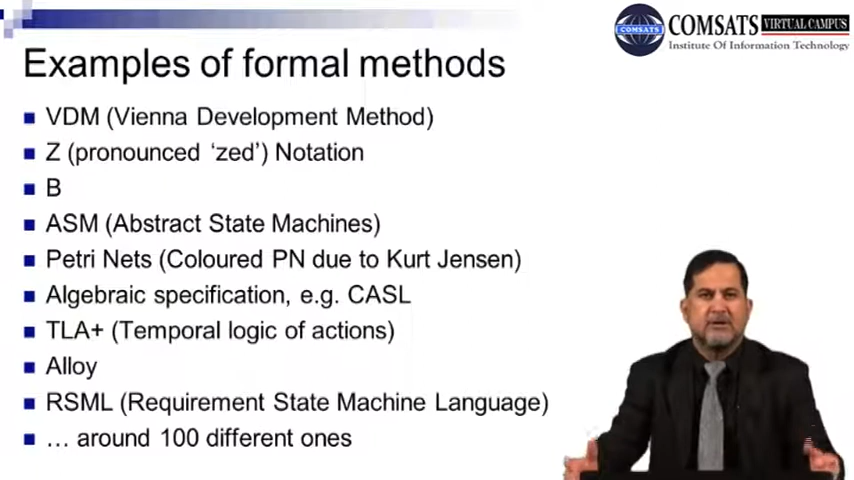 COMSATS VIRTUAL CAMPUS
COMSATS
Institute Of Information Technology
Examples of formal methods
VDM (Vienna Development Method)
Z (pronounced ‘zed’) Notation
B
ASM (Abstract State Machines)
Petri Nets (Coloured PN due to Kurt Jensen)
Algebraic specification, e.g. CASL
TLA+ (Temporal logic of actions)
Alloy
RSML (Requirement State Machine Language)
… around 100 different ones